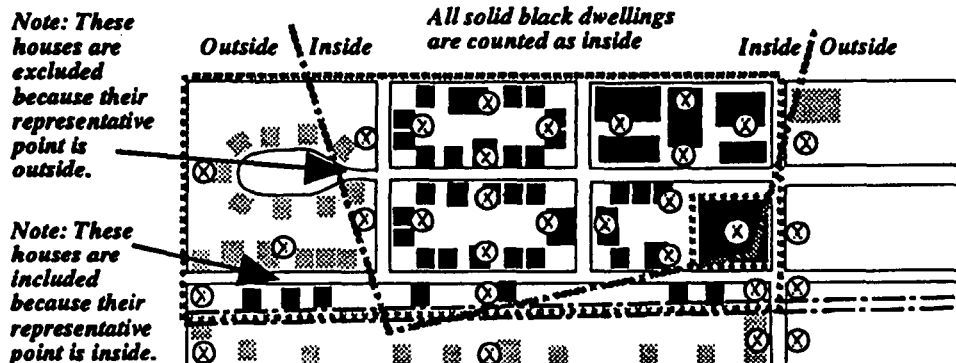 Note: These
houses are
excluded
because their
representative
point is
outside.
Outside Inside
All solid black dwellings
are counted as inside
Inside Outside
Note: These
houses are
included
because their
representative
point is inside.